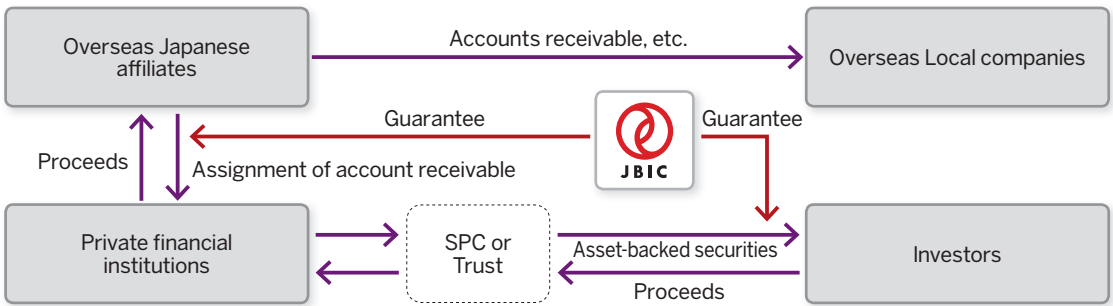 Overseas Japanese
affiliates
Accounts receivable, etc.
Overseas Local companies
Guarantee
JBIC
Guarantee
Proceeds
Assignment of account receivable
Private financial
institutions
SPC or
Trust
Asset-backed securities
Proceeds
Investors